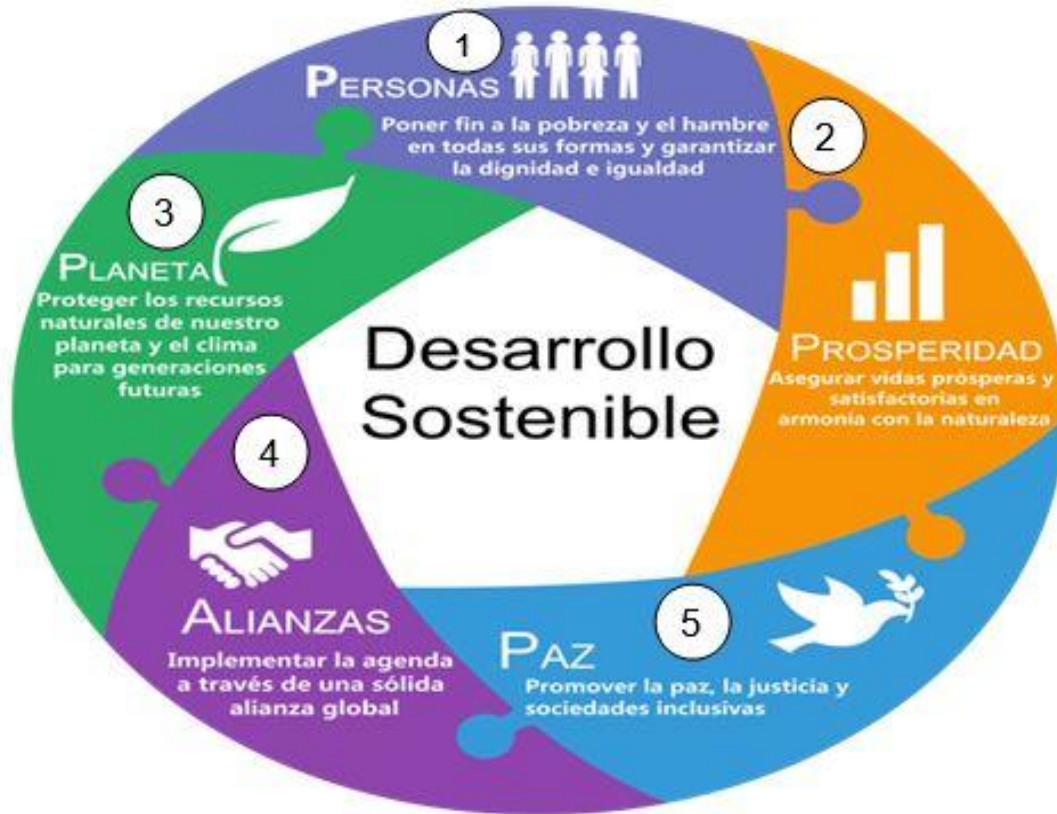 1
PERSONAS
Poner fin a la pobreza y el hambre
en todas sus formas y garantizar
la dignidad e igualdad
2
PROSPERIDAD
Asegurar vidas prósperas y
satisfactorias en
armonía con la naturaleza
3
PLANETA
Proteger los recursos
naturales de nuestro
planeta y el clima
para generaciones
futuras
Desarrollo
Sostenible
4
ALIANZAS
Implementar la agenda
a través de una sólida
alianza global
5
PAZ
Promover la paz, la justicia y
sociedades inclusivas